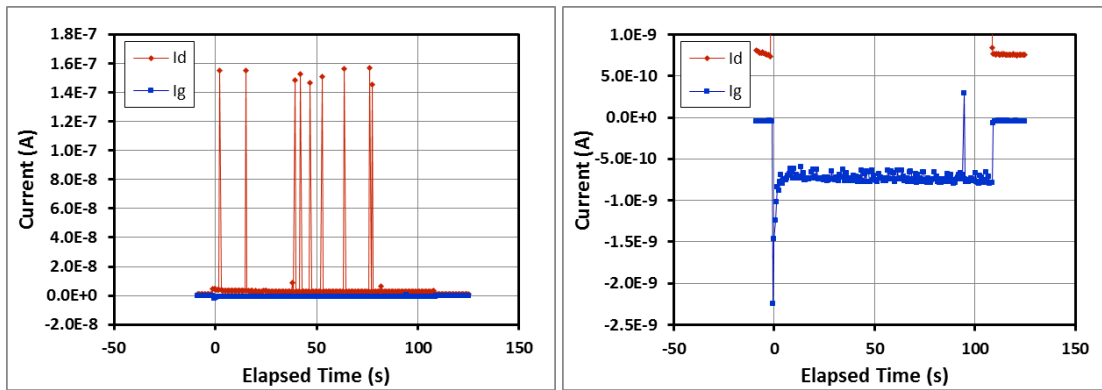 1.8E-7
1.6E-7
1.4E-7
1.2E-7
1.0E-7
8.0E-8
6.0E-8
4.0E-8
2.0E-8
0.0E+0
-2.0E-8
Current (A)
Id
Ig
-50
0
50
100
150
Elapsed Time (s)
1.0E-9
5.0E-10
0.0E+0
-5.0E-10
-1.0E-9
-1.5E-9
-2.0E-9
-2.5E-9
Current (A)
Id
Ig
-50
0
50
100
150
Elapsed Time (s)